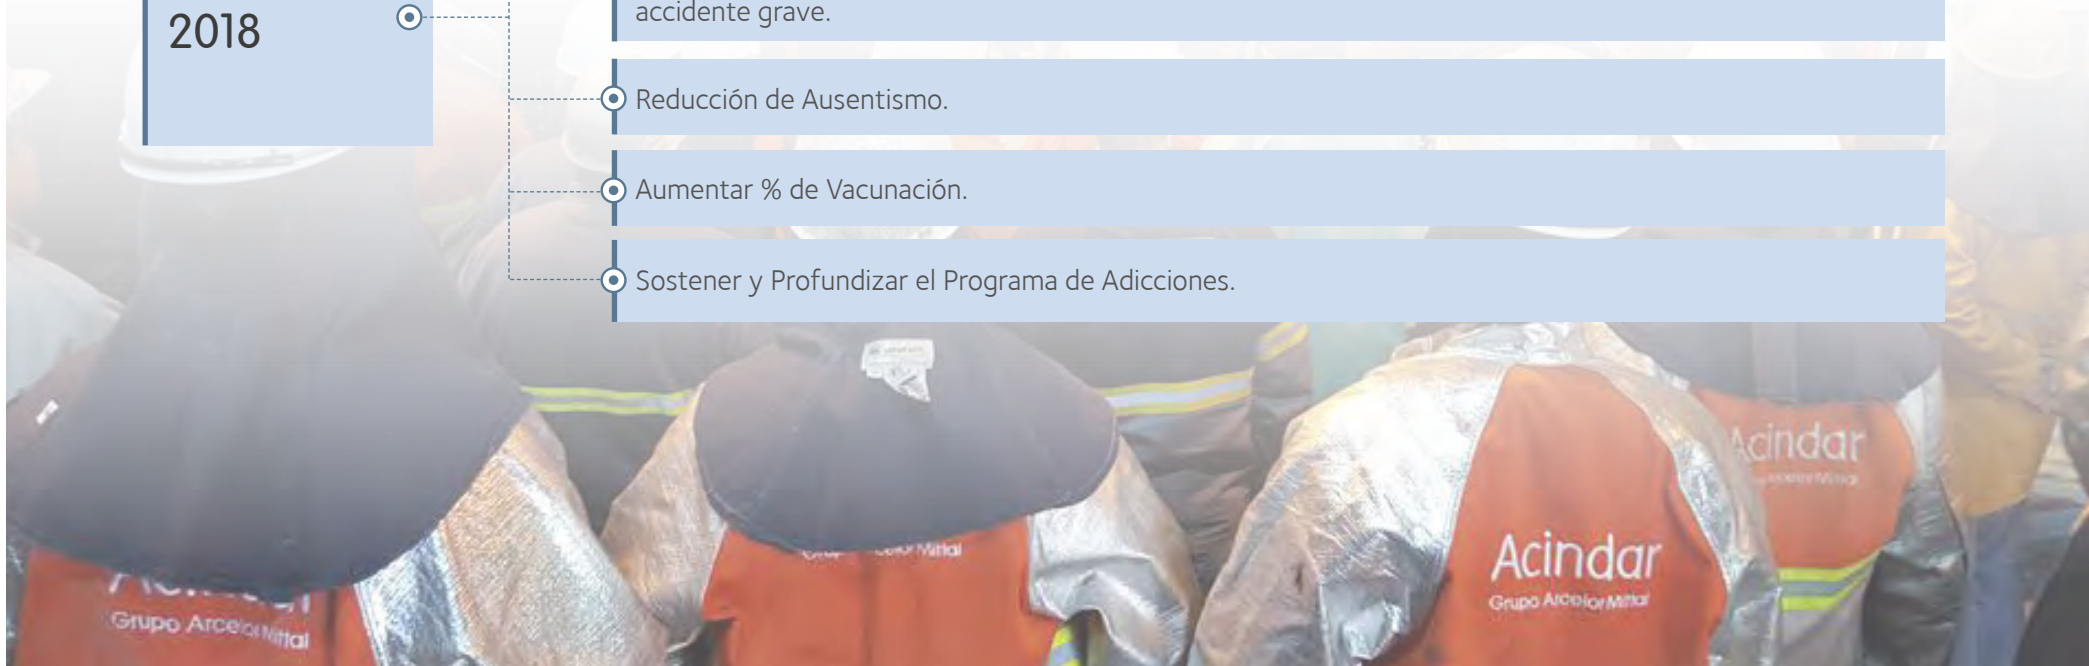 accidente grave.
2018
Reducción de Ausentismo.
Aumentar % de Vacunación.
Sostener y Profundizar el Programa de Adicciones.
Acindar
Acindar
Grupo ArcelorMittal
Grupo ArcelorMittal